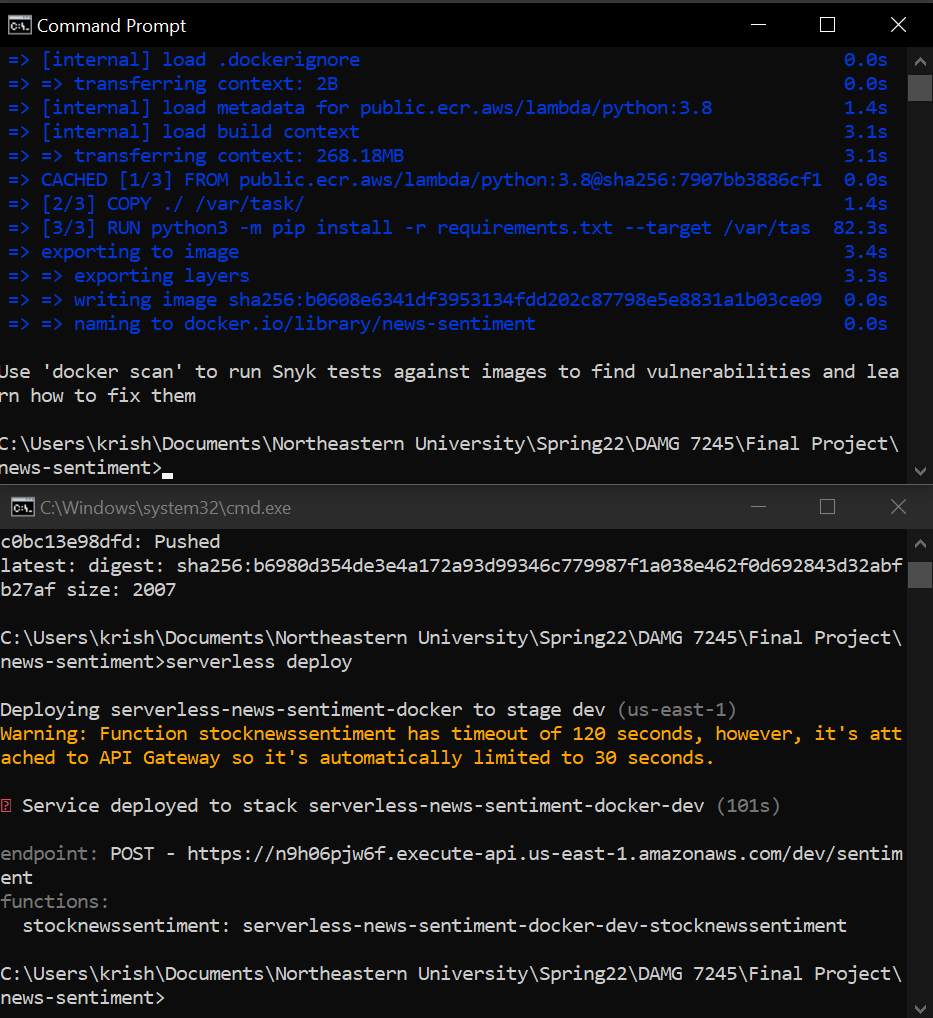 Command Prompt
=> [internal] load .dockerignore 0.0s
=> => transferring context: 2B 0.0s
=> [internal] load metadata for public.ecr.aws/lambda/python:3.8 1.4s
=> [internal] load build context 3.1s
=> => transferring context: 268.18MB 3.1s
=> CACHED [1/3] FROM public.ecr.aws/lambda/python:3.8@sha256:7907bb3886cf1 0.0s
=> [2/3] COPY ./ /var/task/ 1.4s
=> [3/3] RUN python3 -m pip install -r requirements.txt --target /var/tas 82.3s
=> exporting to image 3.4s
=> => exporting layers 3.3s
=> => writing image sha256:b0608e6341df3953134fdd202c87798e5e8831a1b03ce09 0.0s
=> => naming to docker.io/library/news-sentiment 0.0s
Use 'docker scan' to run Snyk tests against images to find vulnerabilities and lea
rn how to fix them
C:\Users\krish\Documents\Northeastern University\Spring22\DAMG 7245\Final Project\
news-sentiment>
C:\Windows\system32\cmd.exe
c0bc13e98dfd: Pushed
latest: digest: sha256:b6980d354de3e4a172a93d99346c779987f1a038e462f0d692843d32abf
b27af size: 2007
C:\Users\krish\Documents\Northeastern University\Spring22\DAMG 7245\Final Project\
news-sentiment>serverless deploy
Deploying serverless-news-sentiment-docker to stage dev (us-east-1)
Warning: Function stocknewssentiment has timeout of 120 seconds, however, it's att
ached to API Gateway so it's automatically limited to 30 seconds.
Service deployed to stack serverless-news-sentiment-docker-dev (101s)
endpoint: POST - https://n9h06pjw6f.execute-api.us-east-1.amazonaws.com/dev/sentim
ent
functions:
stocknewssentiment: serverless-news-sentiment-docker-dev-stocknewssentiment
C:\Users\krish\Documents\Northeastern University\Spring22\DAMG 7245\Final Project\
news-sentiment>